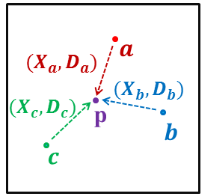 a
(X_a, D_a)
(X_b, D_b)
(X_c, D_c)
p
b
c